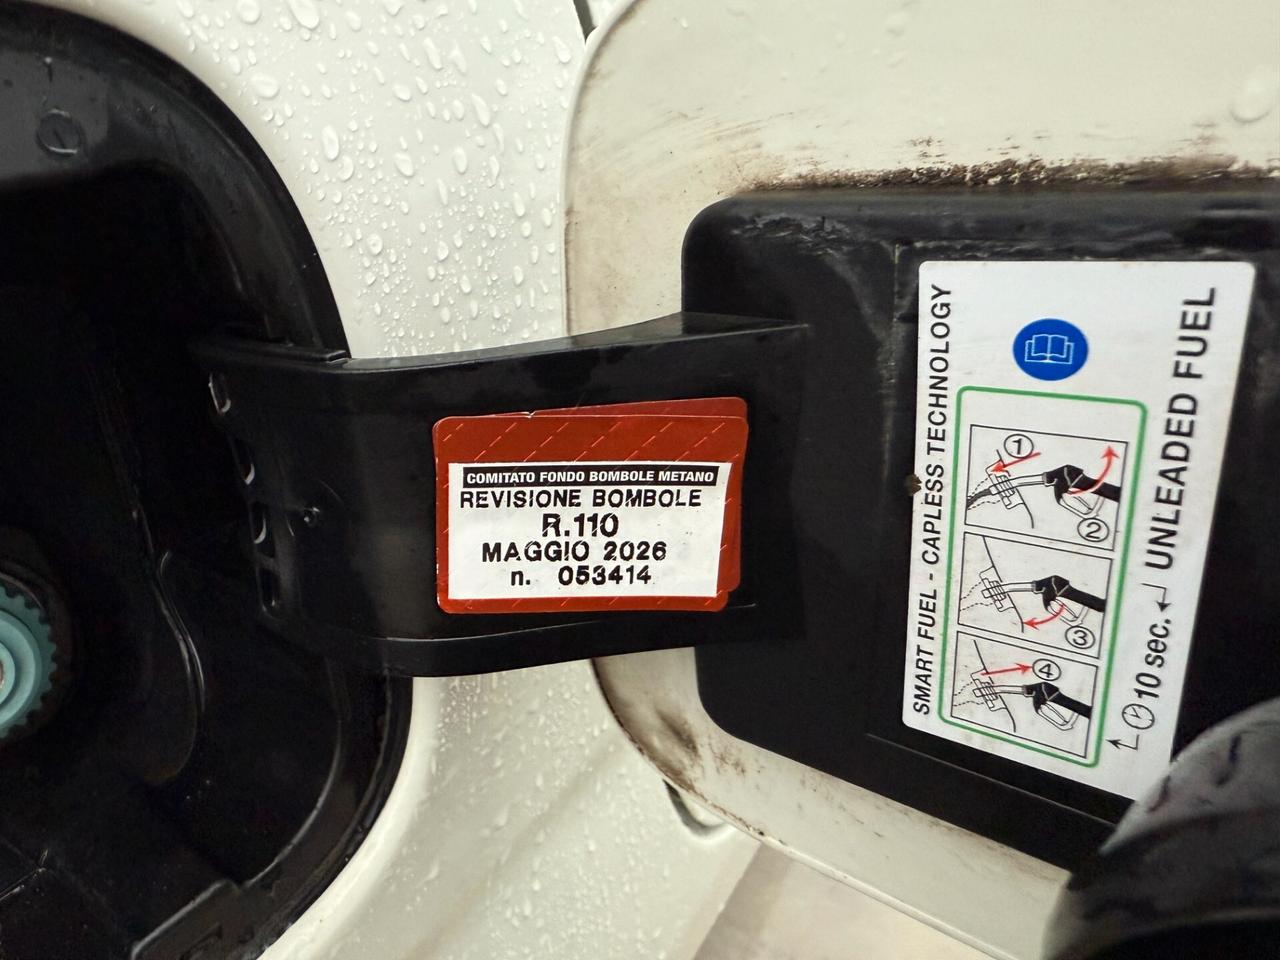 COMITATO FONDO BOMBOLE METANO
REVISIONE BOMBOLE
R.110
MAGGIO 2026
n. 053414
SMART FUEL - CAPLESS TECHNOLOGY
1
2
3
4
10 sec.
UNLEADED FUEL